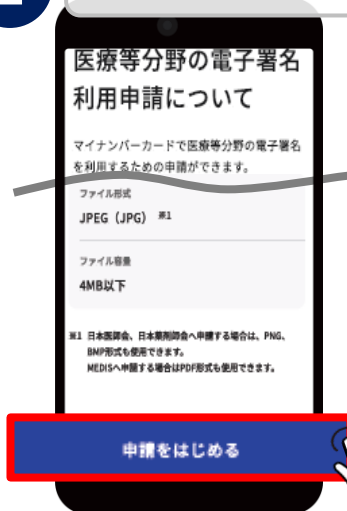 医療等分野の電子署名
利用申請について
マイナンバーカードで医療等分野の電子署名
を利用するための申請ができます。
ファイル形式
JPEG（JPG） ※1
ファイル容量
4MB以下
※1 日本医師会、日本薬剤師会へ申請する場合は、PNG、
BMP形式も使用できます。
MEDISへ申請する場合はPDF形式も使用できます。
申請をはじめる